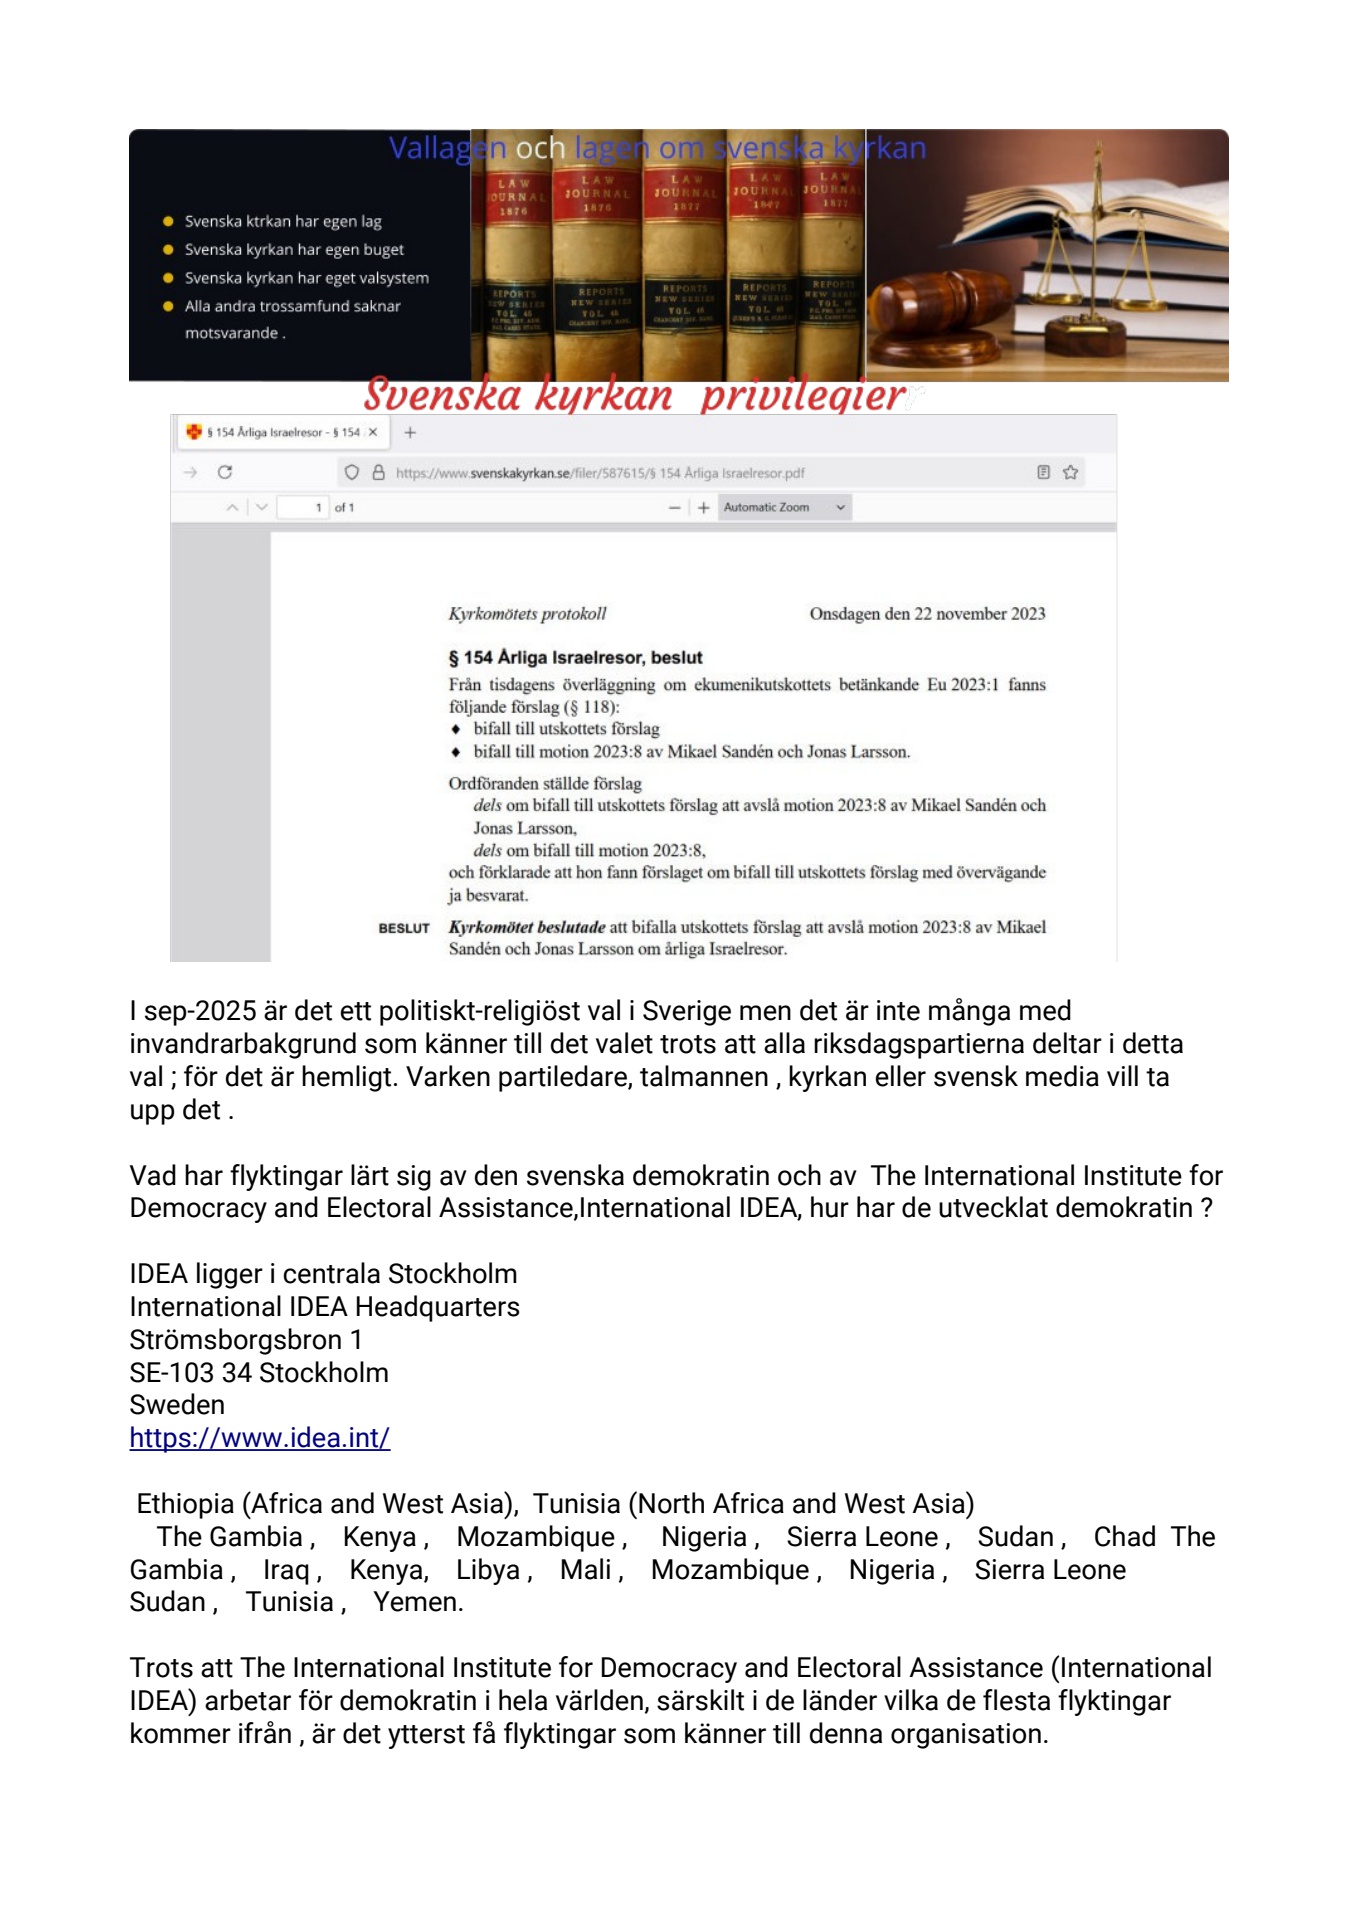 Vallagen och lagen om svenska kyrkan
Svenska ktrkan har egen lag
Svenska kyrkan har egen buget
Svenska kyrkan har eget valsystem
Alla andra trossamfund saknar
motsvarande .
LAW JOURNAL 1876
LAW JOURNAL 1876
LAW JOURNAL 1877
LAW JOURNAL 1877
LAW JOURNAL 1877
REPORTS NEW SERIES VOL. 45
REPORTS NEW SERIES VOL. 45
REPORTS NEW SERIES VOL. 46
REPORTS NEW SERIES VOL. 46
REPORTS NEW SERIES VOL. 46
Svenska kyrkan privilegier
§ 154 Årliga Israelresor - § 154
https://www.svenskakyrkan.se/filer/587615/§ 154 Årliga Israelresor.pdf
1 of 1 Automatic Zoom
Kyrkomötets protokoll Onsdagen den 22 november 2023
§ 154 Årliga Israelresor, beslut
Från tisdagens överläggning om ekumenikutskottets betänkande Eu 2023:1 fanns
följande förslag (§ 118):
♦ bifall till utskottets förslag
♦ bifall till motion 2023:8 av Mikael Sandén och Jonas Larsson.
Ordföranden ställde förslag
dels om bifall till utskottets förslag att avslå motion 2023:8 av Mikael Sandén och
Jonas Larsson,
dels om bifall till motion 2023:8,
och förklarade att hon fann förslaget om bifall till utskottets förslag med övervägande
ja besvarat.
BESLUT Kyrkomötet beslutade att bifalla utskottets förslag att avslå motion 2023:8 av Mikael
Sandén och Jonas Larsson om årliga Israelresor.
I sep-2025 är det ett politiskt-religiöst val i Sverige men det är inte många med
invandrarbakgrund som känner till det valet trots att alla riksdagspartierna deltar i detta
val ; för det är hemligt. Varken partiledare, talmannen , kyrkan eller svensk media vill ta
upp det .
Vad har flyktingar lärt sig av den svenska demokratin och av The International Institute for
Democracy and Electoral Assistance,International IDEA, hur har de utvecklat demokratin ?
IDEA ligger i centrala Stockholm
International IDEA Headquarters
Strömsborgsbron 1
SE-103 34 Stockholm
Sweden
https://www.idea.int/
Ethiopia (Africa and West Asia), Tunisia (North Africa and West Asia)
The Gambia , Kenya , Mozambique , Nigeria , Sierra Leone , Sudan , Chad The
Gambia , Iraq , Kenya, Libya , Mali , Mozambique , Nigeria , Sierra Leone
Sudan , Tunisia , Yemen.
Trots att The International Institute for Democracy and Electoral Assistance (International
IDEA) arbetar för demokratin i hela världen, särskilt i de länder vilka de flesta flyktingar
kommer ifrån , är det ytterst få flyktingar som känner till denna organisation.